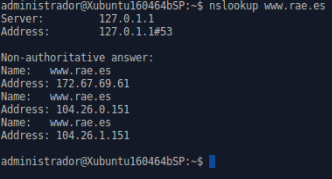 administrador@Xubuntu160464bSP:~$ nslookup www.rae.es
Server:         127.0.1.1
Address:        127.0.1.1#53

Non-authoritative answer:
Name:   www.rae.es
Address: 172.67.69.61
Name:   www.rae.es
Address: 104.26.0.151
Name:   www.rae.es
Address: 104.26.1.151

administrador@Xubuntu160464bSP:~$